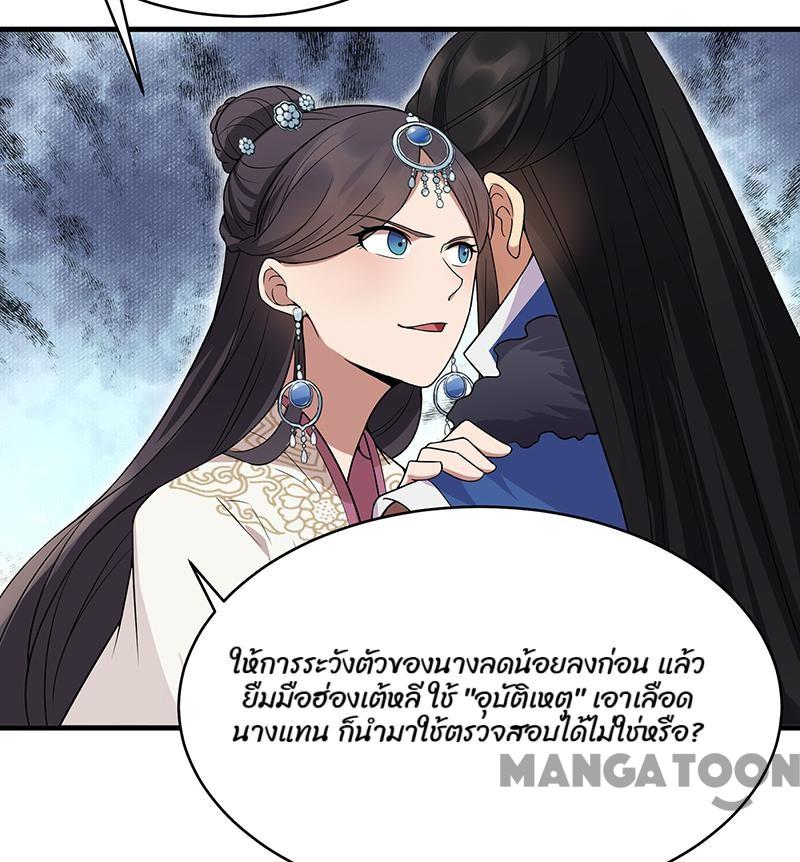 ให้การระวังตัวของนางลดน้อยลงก่อน แล้ว
ยืมมือฮ่องเต้หลี่ ใช้ "อุบัติเหตุ" เอาเลือด
นางแทน ก็นำมาใช้ตรวจสอบได้ไม่ใช่หรือ?
MANGATOON